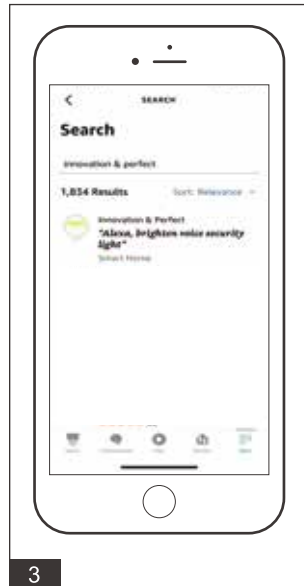 SEARCH
Search
innovation & perfect
1,834 Results Sort: Relevance
Innovation & Perfect
"Alexa, brighten voice security
light"
Smart Home
3